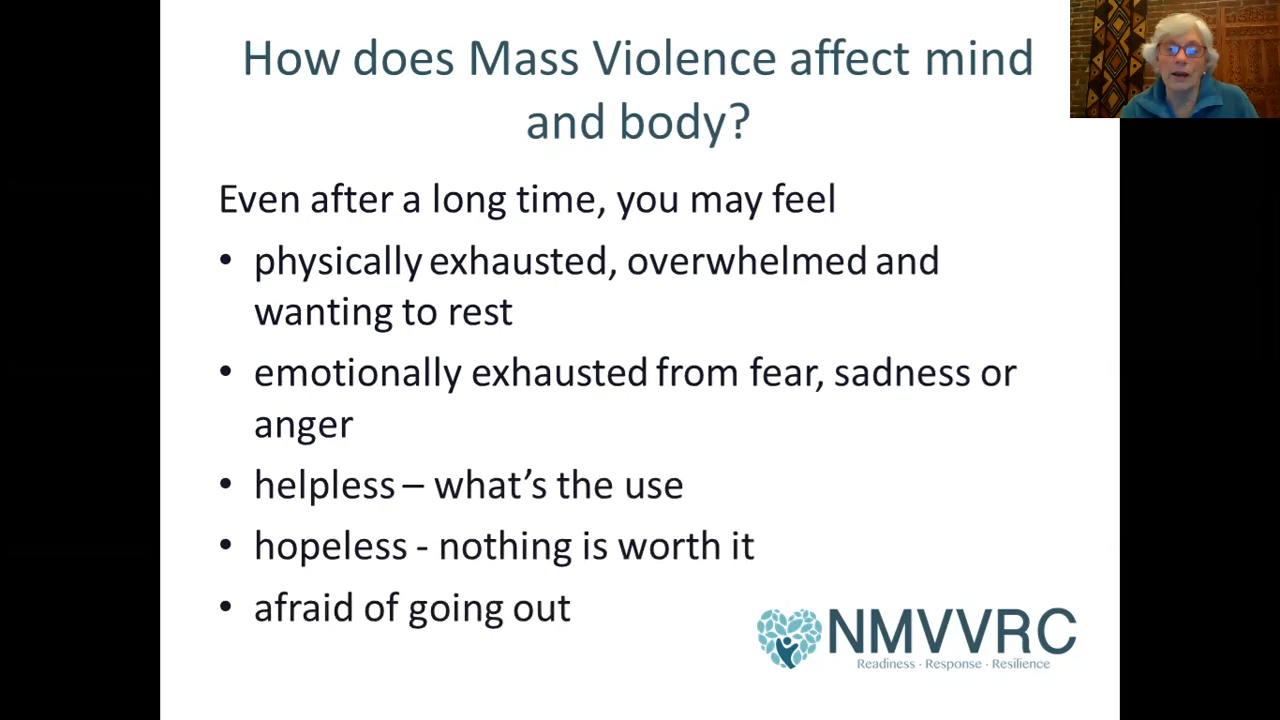 How does Mass Violence affect mind
and body?
Even after a long time, you may feel
• physically exhausted, overwhelmed and
wanting to rest
• emotionally exhausted from fear, sadness or
anger
• helpless – what’s the use
• hopeless - nothing is worth it
• afraid of going out
NMVVRC
Readiness · Response · Resilience